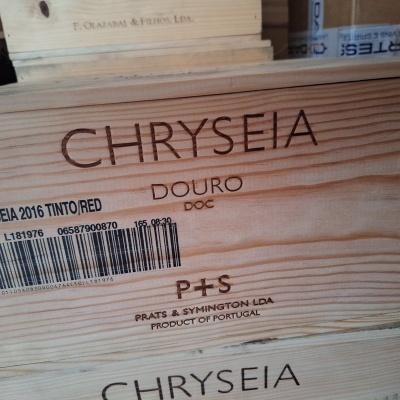 F. OLAZABAL & FILHOS, LDA.
CHRYSEIA
DOURO
DOC
EIA 2016 TINTO/RED
L181976 06587900870 165 08:30
P+S
PRATS & SYMINGTON LDA
PRODUCT OF PORTUGAL
CHRYSEIA